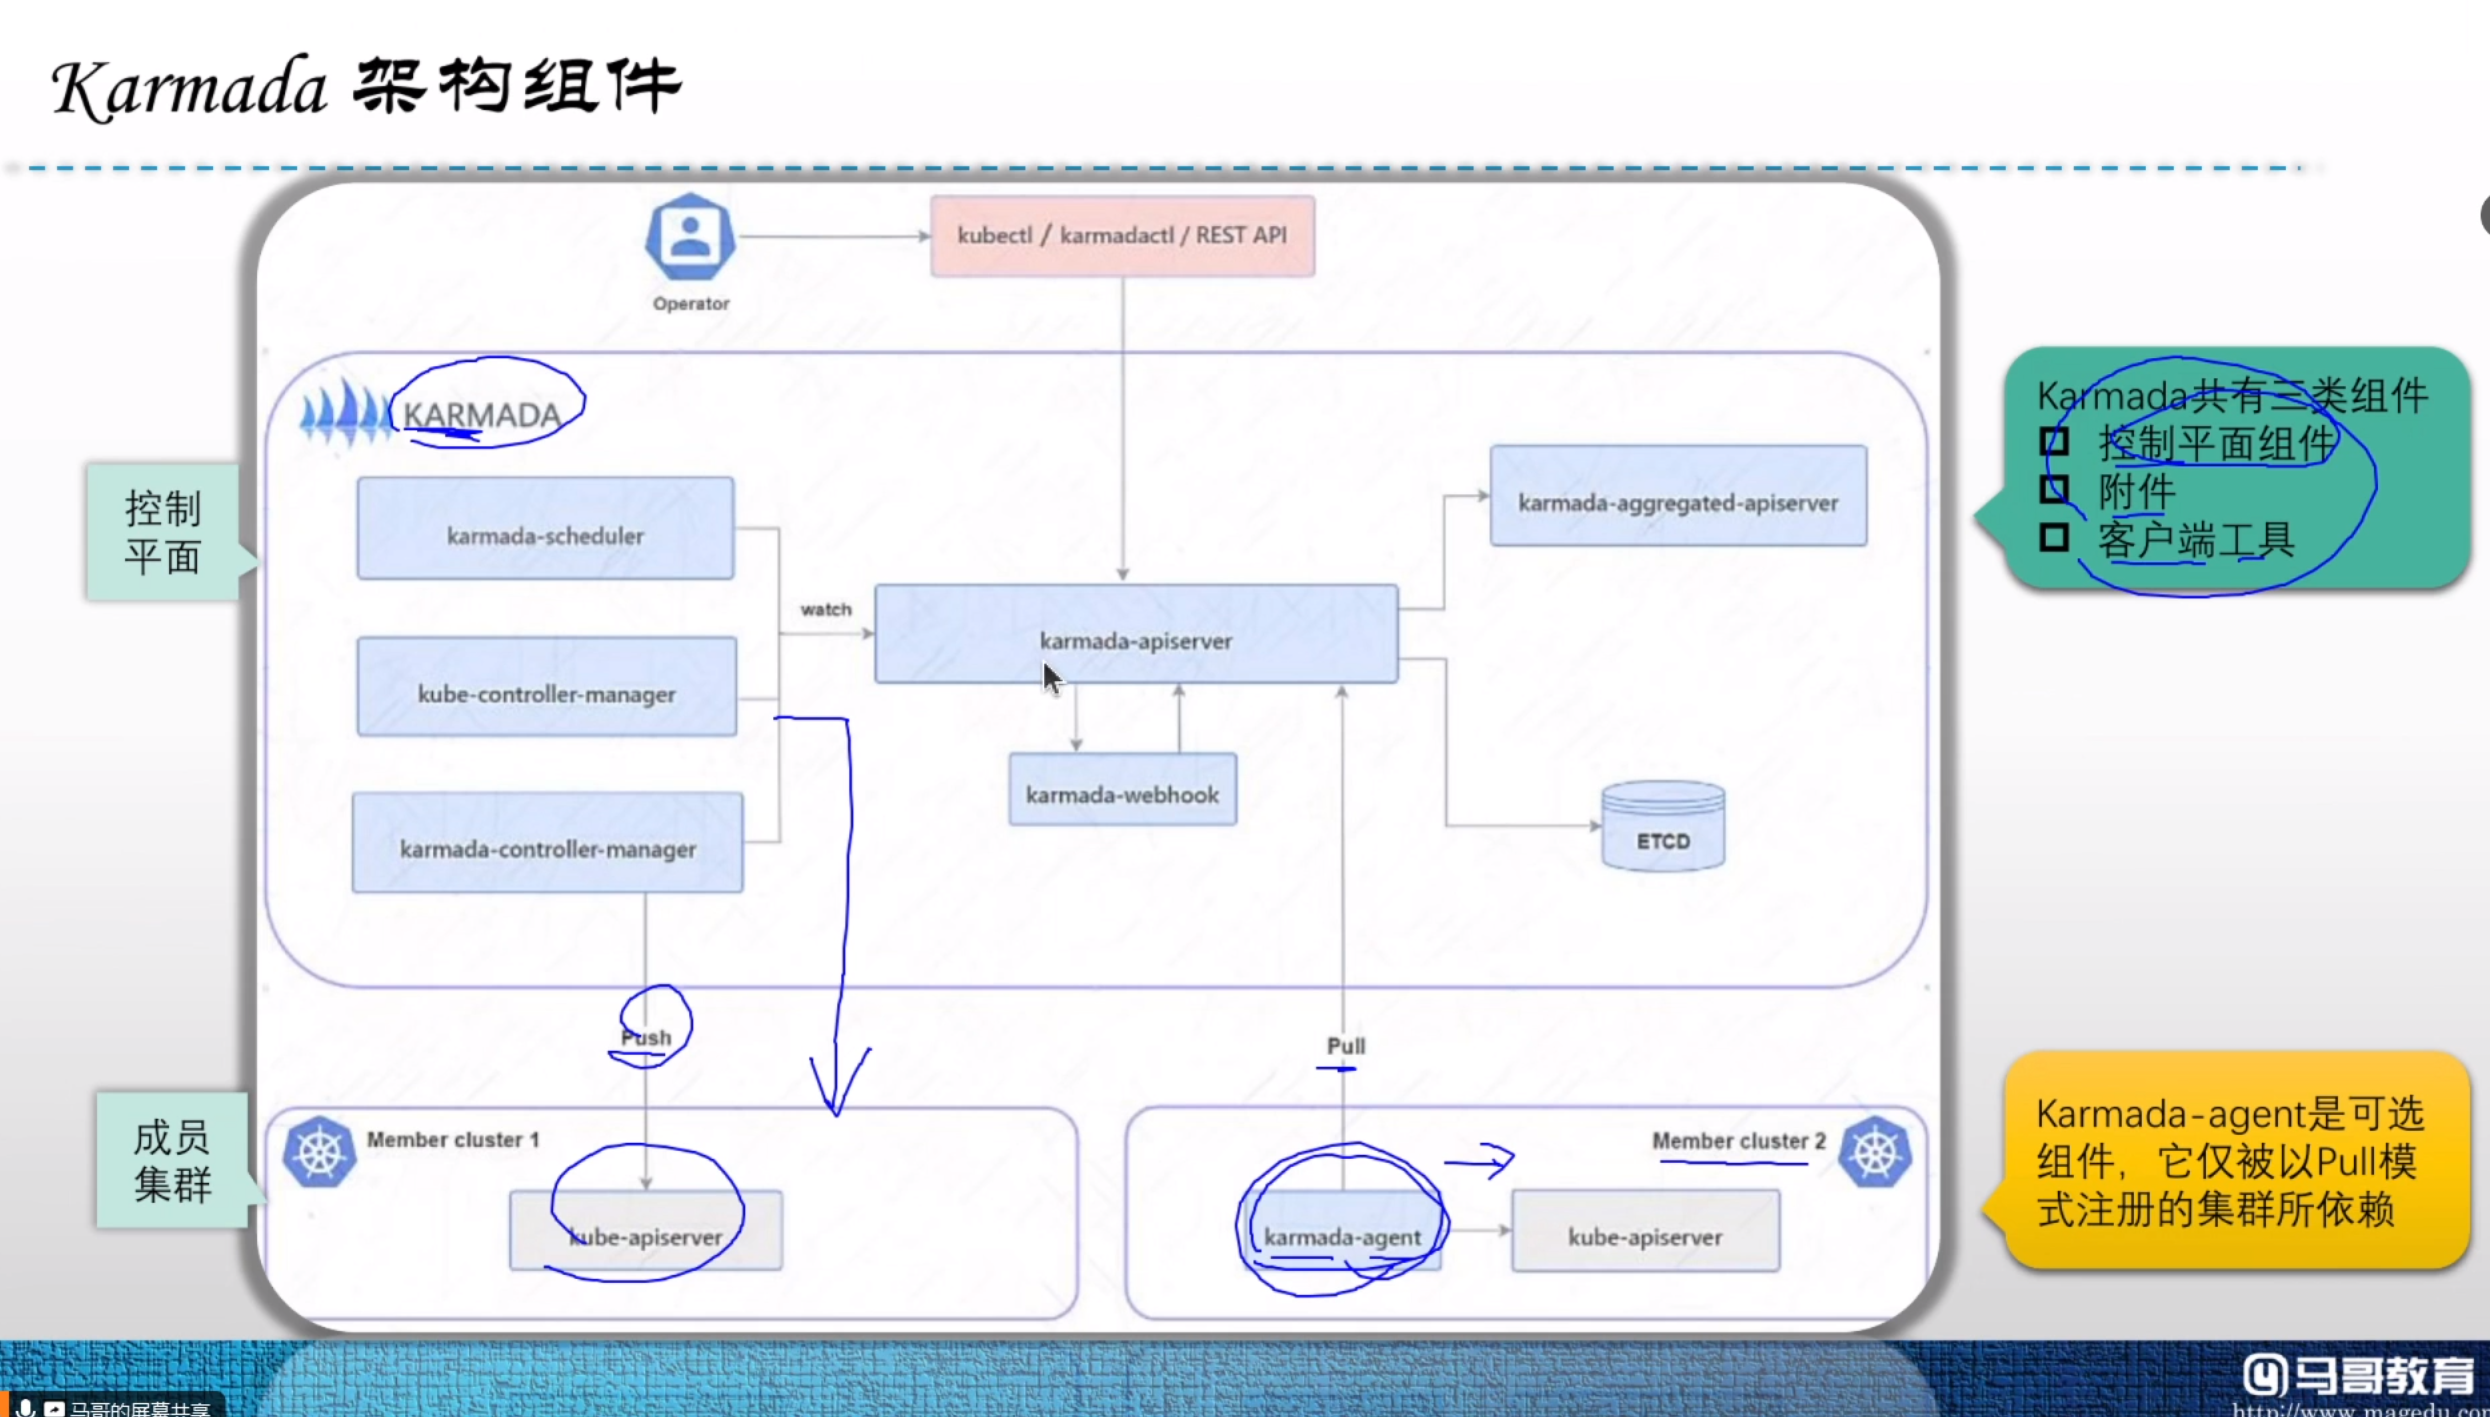 Karmada 架构组件
kubectl / karmadactl / REST API
Operator
KARMADA
Karmada共有三类组件
控制平面组件
附件
客户端工具
控制
平面
karmada-scheduler
karmada-aggregated-apiserver
watch
karmada-apiserver
kube-controller-manager
karmada-webhook
karmada-controller-manager
ETCD
Push
Pull
成员
集群
Member cluster 1
kube-apiserver
Member cluster 2
karmada-agent
kube-apiserver
Karmada-agent是可选
组件，它仅被以Pull模
式注册的集群所依赖
马哥教育
http://www.magedu.co
马哥的屏幕共享